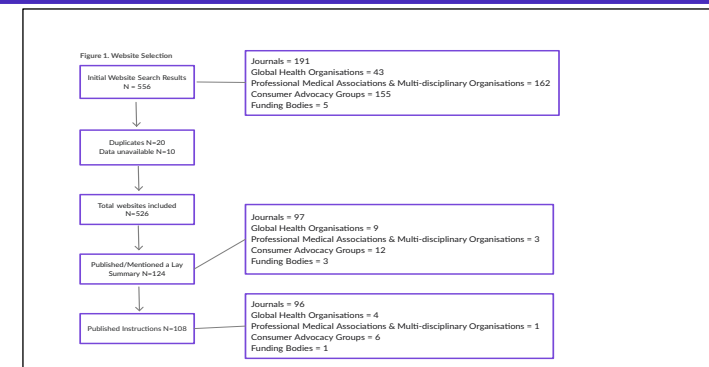 Figure 1. Website Selection
Initial Website Search Results
N = 556
Journals = 191
Global Health Organisations = 43
Professional Medical Associations & Multi-disciplinary Organisations = 162
Consumer Advocacy Groups = 155
Funding Bodies = 5
Duplicates N=20
Data unavailable N=10
Total websites included
N=526
Published/Mentioned a Lay
Summary N=124
Journals = 97
Global Health Organisations = 9
Professional Medical Associations & Multi-disciplinary Organisations = 3
Consumer Advocacy Groups = 12
Funding Bodies = 3
Published Instructions N=108
Journals = 96
Global Health Organisations = 4
Professional Medical Associations & Multi-disciplinary Organisations = 1
Consumer Advocacy Groups = 6
Funding Bodies = 1